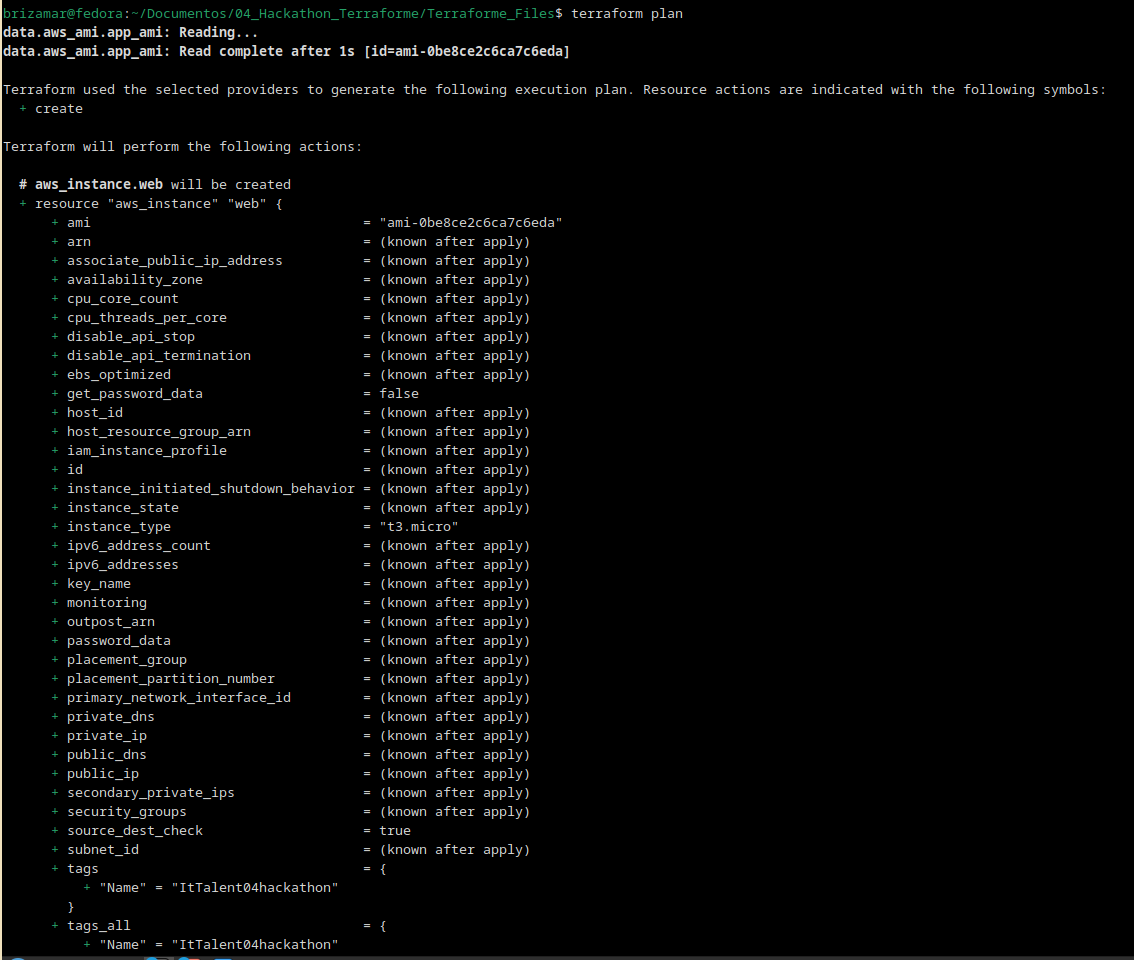 brizamar@fedora:~/Documentos/04_Hackathon_Terraforme/Terraforme_Files$ terraform plan
data.aws_ami.app_ami: Reading...
data.aws_ami.app_ami: Read complete after 1s [id=ami-0be8ce2c6ca7c6eda]

Terraform used the selected providers to generate the following execution plan. Resource actions are indicated with the following symbols:
  + create

Terraform will perform the following actions:

  # aws_instance.web will be created
  + resource "aws_instance" "web" {
      + ami                                  = "ami-0be8ce2c6ca7c6eda"
      + arn                                  = (known after apply)
      + associate_public_ip_address          = (known after apply)
      + availability_zone                    = (known after apply)
      + cpu_core_count                       = (known after apply)
      + cpu_threads_per_core                 = (known after apply)
      + disable_api_stop                     = (known after apply)
      + disable_api_termination              = (known after apply)
      + ebs_optimized                        = (known after apply)
      + get_password_data                    = false
      + host_id                              = (known after apply)
      + host_resource_group_arn              = (known after apply)
      + iam_instance_profile                 = (known after apply)
      + id                                   = (known after apply)
      + instance_initiated_shutdown_behavior = (known after apply)
      + instance_state                       = (known after apply)
      + instance_type                        = "t3.micro"
      + ipv6_address_count                   = (known after apply)
      + ipv6_addresses                       = (known after apply)
      + key_name                             = (known after apply)
      + monitoring                           = (known after apply)
      + outpost_arn                          = (known after apply)
      + password_data                        = (known after apply)
      + placement_group                      = (known after apply)
      + placement_partition_number           = (known after apply)
      + primary_network_interface_id         = (known after apply)
      + private_dns                          = (known after apply)
      + private_ip                           = (known after apply)
      + public_dns                           = (known after apply)
      + public_ip                            = (known after apply)
      + secondary_private_ips                = (known after apply)
      + security_groups                      = (known after apply)
      + source_dest_check                    = true
      + subnet_id                            = (known after apply)
      + tags                                 = {
          + "Name" = "ItTalent04hackathon"
        }
      + tags_all                             = {
          + "Name" = "ItTalent04hackathon"